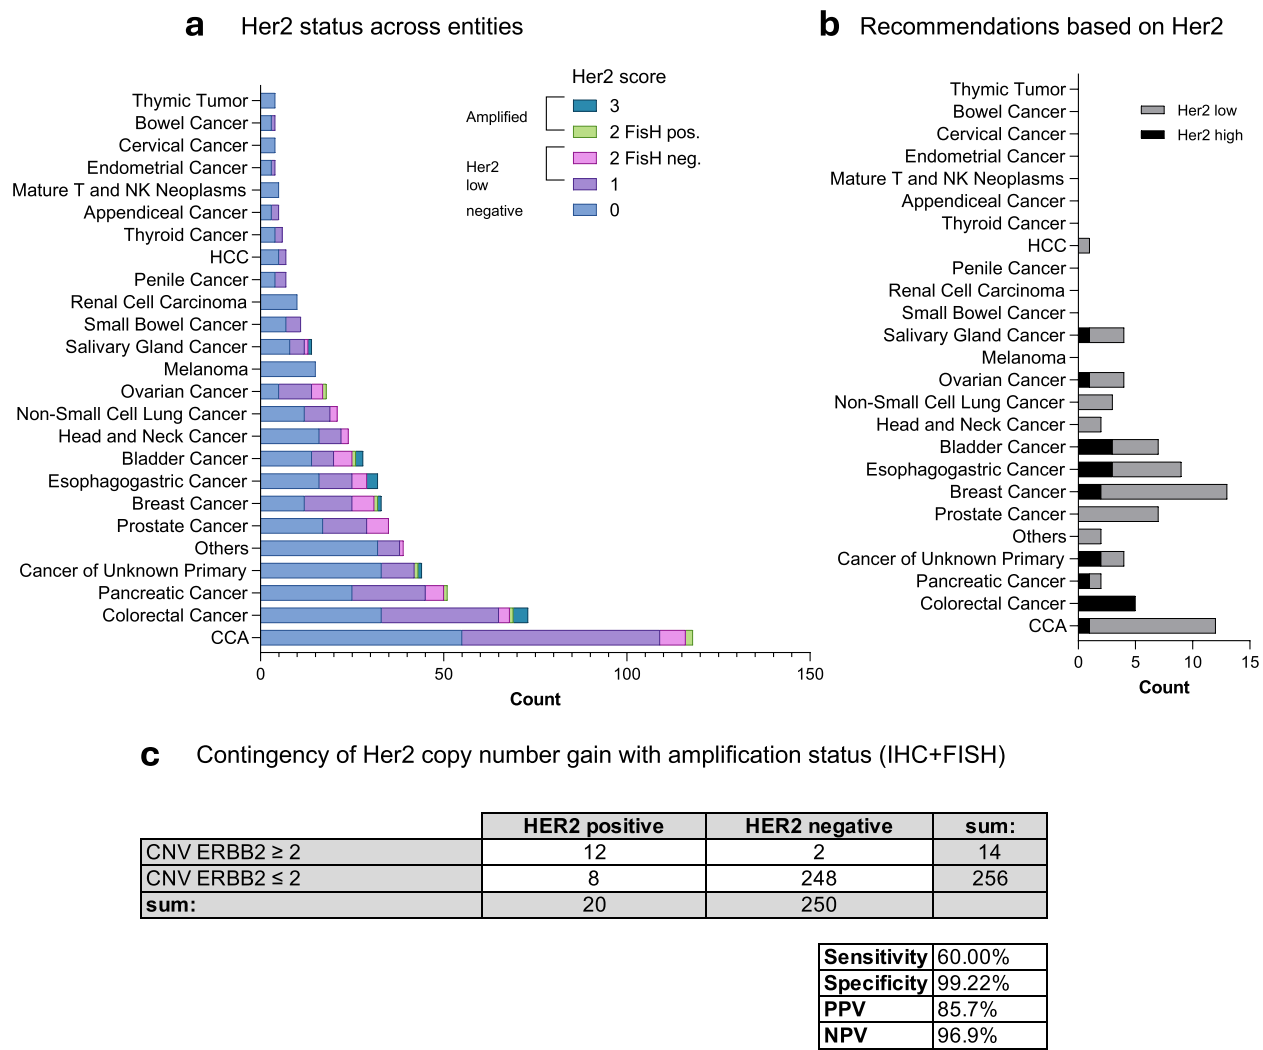 a Her2 status across entities
Her2 score
Amplified
3
2 FisH pos.
Her2
low
2 FisH neg.
1
negative
0
Thymic Tumor
Bowel Cancer
Cervical Cancer
Endometrial Cancer
Mature T and NK Neoplasms
Appendiceal Cancer
Thyroid Cancer
HCC
Penile Cancer
Renal Cell Carcinoma
Small Bowel Cancer
Salivary Gland Cancer
Melanoma
Ovarian Cancer
Non-Small Cell Lung Cancer
Head and Neck Cancer
Bladder Cancer
Esophagogastric Cancer
Breast Cancer
Prostate Cancer
Others
Cancer of Unknown Primary
Pancreatic Cancer
Colorectal Cancer
CCA
0 50 100 150
Count
b Recommendations based on Her2
Her2 low
Her2 high
Thymic Tumor
Bowel Cancer
Cervical Cancer
Endometrial Cancer
Mature T and NK Neoplasms
Appendiceal Cancer
Thyroid Cancer
HCC
Penile Cancer
Renal Cell Carcinoma
Small Bowel Cancer
Salivary Gland Cancer
Melanoma
Ovarian Cancer
Non-Small Cell Lung Cancer
Head and Neck Cancer
Bladder Cancer
Esophagogastric Cancer
Breast Cancer
Prostate Cancer
Others
Cancer of Unknown Primary
Pancreatic Cancer
Colorectal Cancer
CCA
0 5 10 15
Count
c Contingency of Her2 copy number gain with amplification status (IHC+FISH)
HER2 positive HER2 negative sum:
CNV ERBB2 ≥ 2 12 2 14
CNV ERBB2 ≤ 2 8 248 256
sum: 20 250
Sensitivity 60.00%
Specificity 99.22%
PPV 85.7%
NPV 96.9%